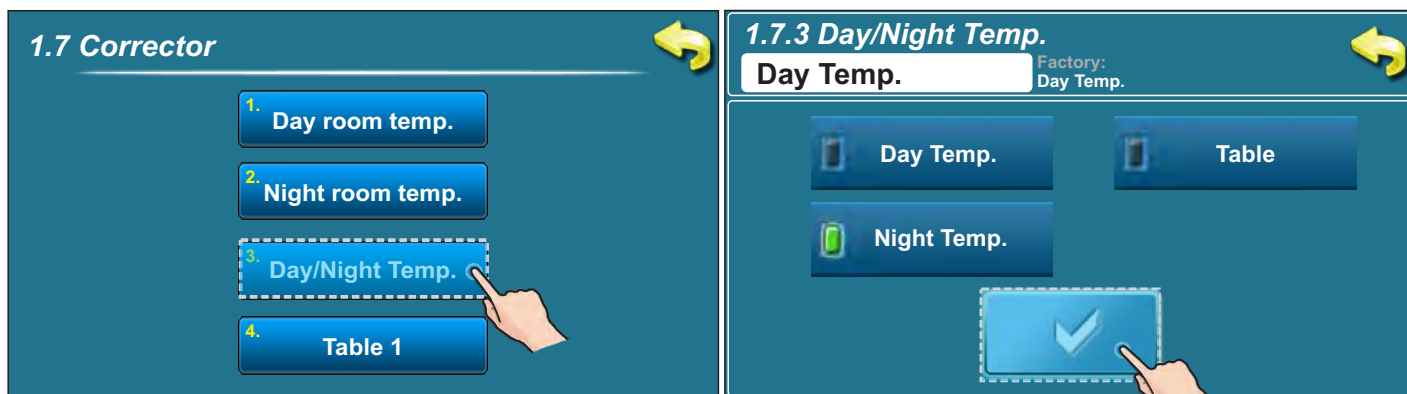 1.7 Corrector
1.
Day room temp.
2.
Night room temp.
3.
Day/Night Temp.
4.
Table 1
1.7.3 Day/Night Temp.
Day Temp.
Factory:
Day Temp.
Day Temp.
Table
Night Temp.